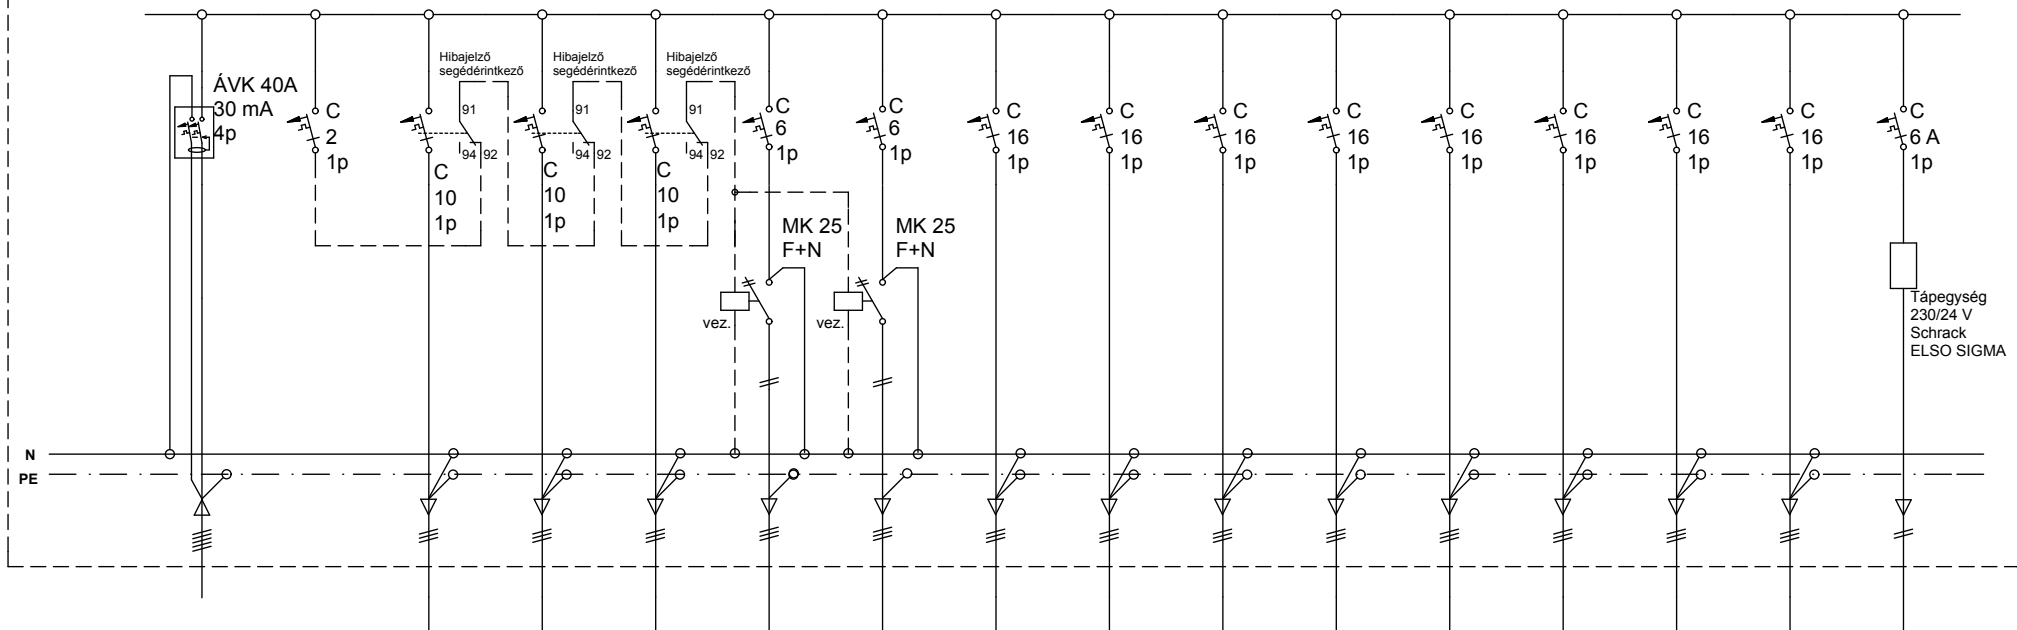 ÁVK 40A
30 mA
4p
C
2
1p
Hibajelző
segédérintkező
91
94 92
C
10
1p
Hibajelző
segédérintkező
91
94 92
C
10
1p
Hibajelző
segédérintkező
91
94 92
C
10
1p
C
6
1p
MK 25
F+N
vez.
C
6
1p
MK 25
F+N
vez.
C
16
1p
C
16
1p
C
16
1p
C
16
1p
C
16
1p
C
16
1p
C
16
1p
C
16
1p
C
6 A
1p
Tápegység
230/24 V
Schrack
ELSO SIGMA
N
PE